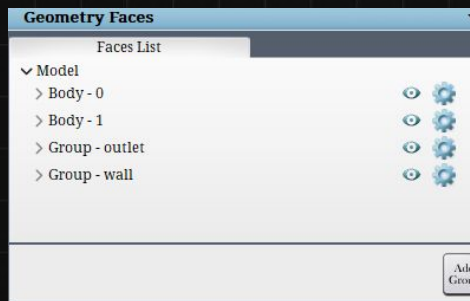 Geometry Faces
Faces List
Model
Body - 0
Body - 1
Group - outlet
Group - wall